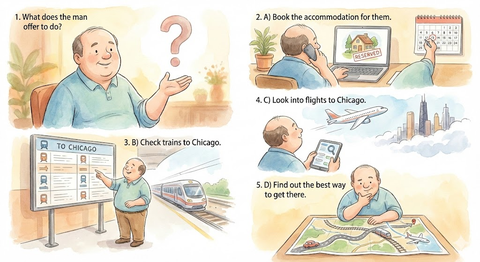 1. What does the man
offer to do?
2. A) Book the accommodation for them.
RESERVED
3. B) Check trains to Chicago.
TO CHICAGO
4. C) Look into flights to Chicago.
5. D) Find out the best way
to get there.